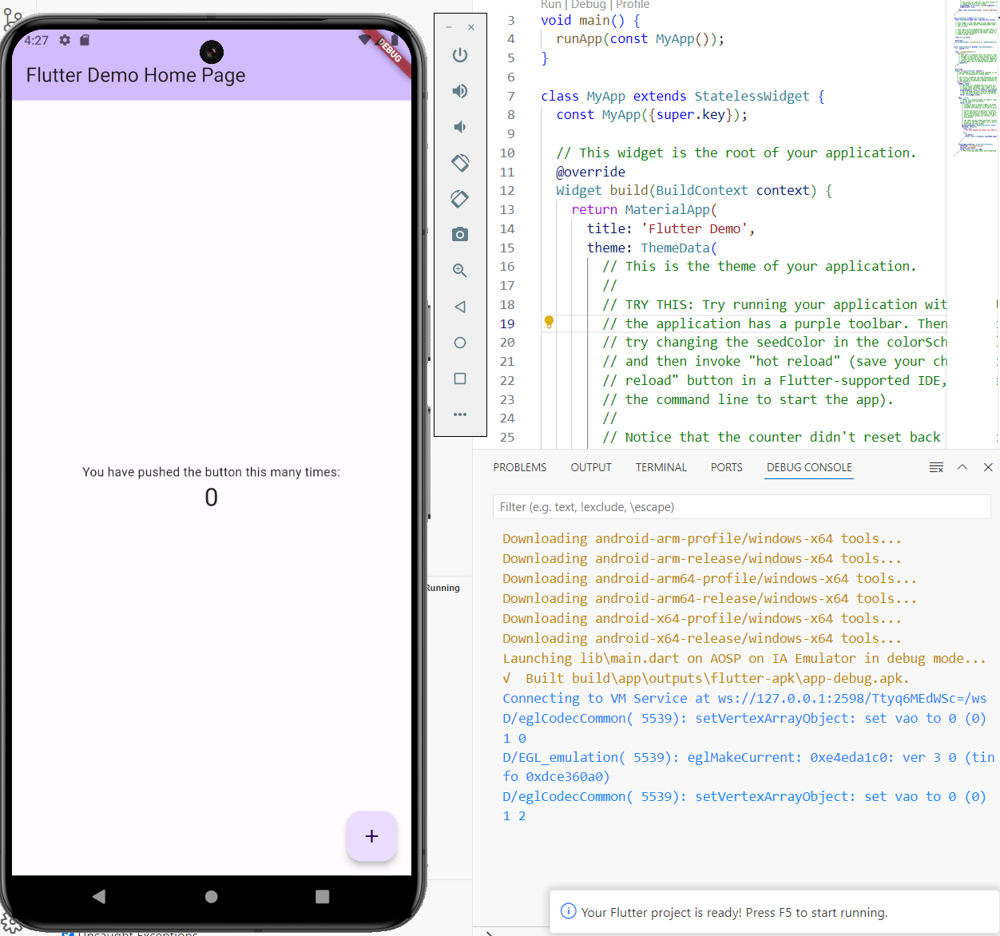 4:27
DEBUG
Flutter Demo Home Page
You have pushed the button this many times:
0
+
Running
Uncaught Exceptions
Run | Debug | Profile
3 void main() {
4 runApp(const MyApp());
5 }
6
7 class MyApp extends StatelessWidget {
8 const MyApp({super.key});
9
10 // This widget is the root of your application.
11 @override
12 Widget build(BuildContext context) {
13 return MaterialApp(
14 title: 'Flutter Demo',
15 theme: ThemeData(
16 // This is the theme of your application.
17 //
18 // TRY THIS: Try running your application wit
19 // the application has a purple toolbar. Then
20 // try changing the seedColor in the colorSch
21 // and then invoke "hot reload" (save your ch
22 // reload" button in a Flutter-supported IDE,
23 // the command line to start the app).
24 //
25 // Notice that the counter didn't reset back
PROBLEMS OUTPUT TERMINAL PORTS DEBUG CONSOLE
Filter (e.g. text, !exclude, \escape)
Downloading android-arm-profile/windows-x64 tools...
Downloading android-arm-release/windows-x64 tools...
Downloading android-arm64-profile/windows-x64 tools...
Downloading android-arm64-release/windows-x64 tools...
Downloading android-x64-profile/windows-x64 tools...
Downloading android-x64-release/windows-x64 tools...
Launching lib\main.dart on AOSP on IA Emulator in debug mode...
√ Built build\app\outputs\flutter-apk\app-debug.apk.
Connecting to VM Service at ws://127.0.0.1:2598/Ttyq6MEdWSc=/ws
D/eglCodecCommon( 5539): setVertexArrayObject: set vao to 0 (0)
1 0
D/EGL_emulation( 5539): eglMakeCurrent: 0xe4eda1c0: ver 3 0 (tin
fo 0xdce360a0)
D/eglCodecCommon( 5539): setVertexArrayObject: set vao to 0 (0)
1 2
Your Flutter project is ready! Press F5 to start running.